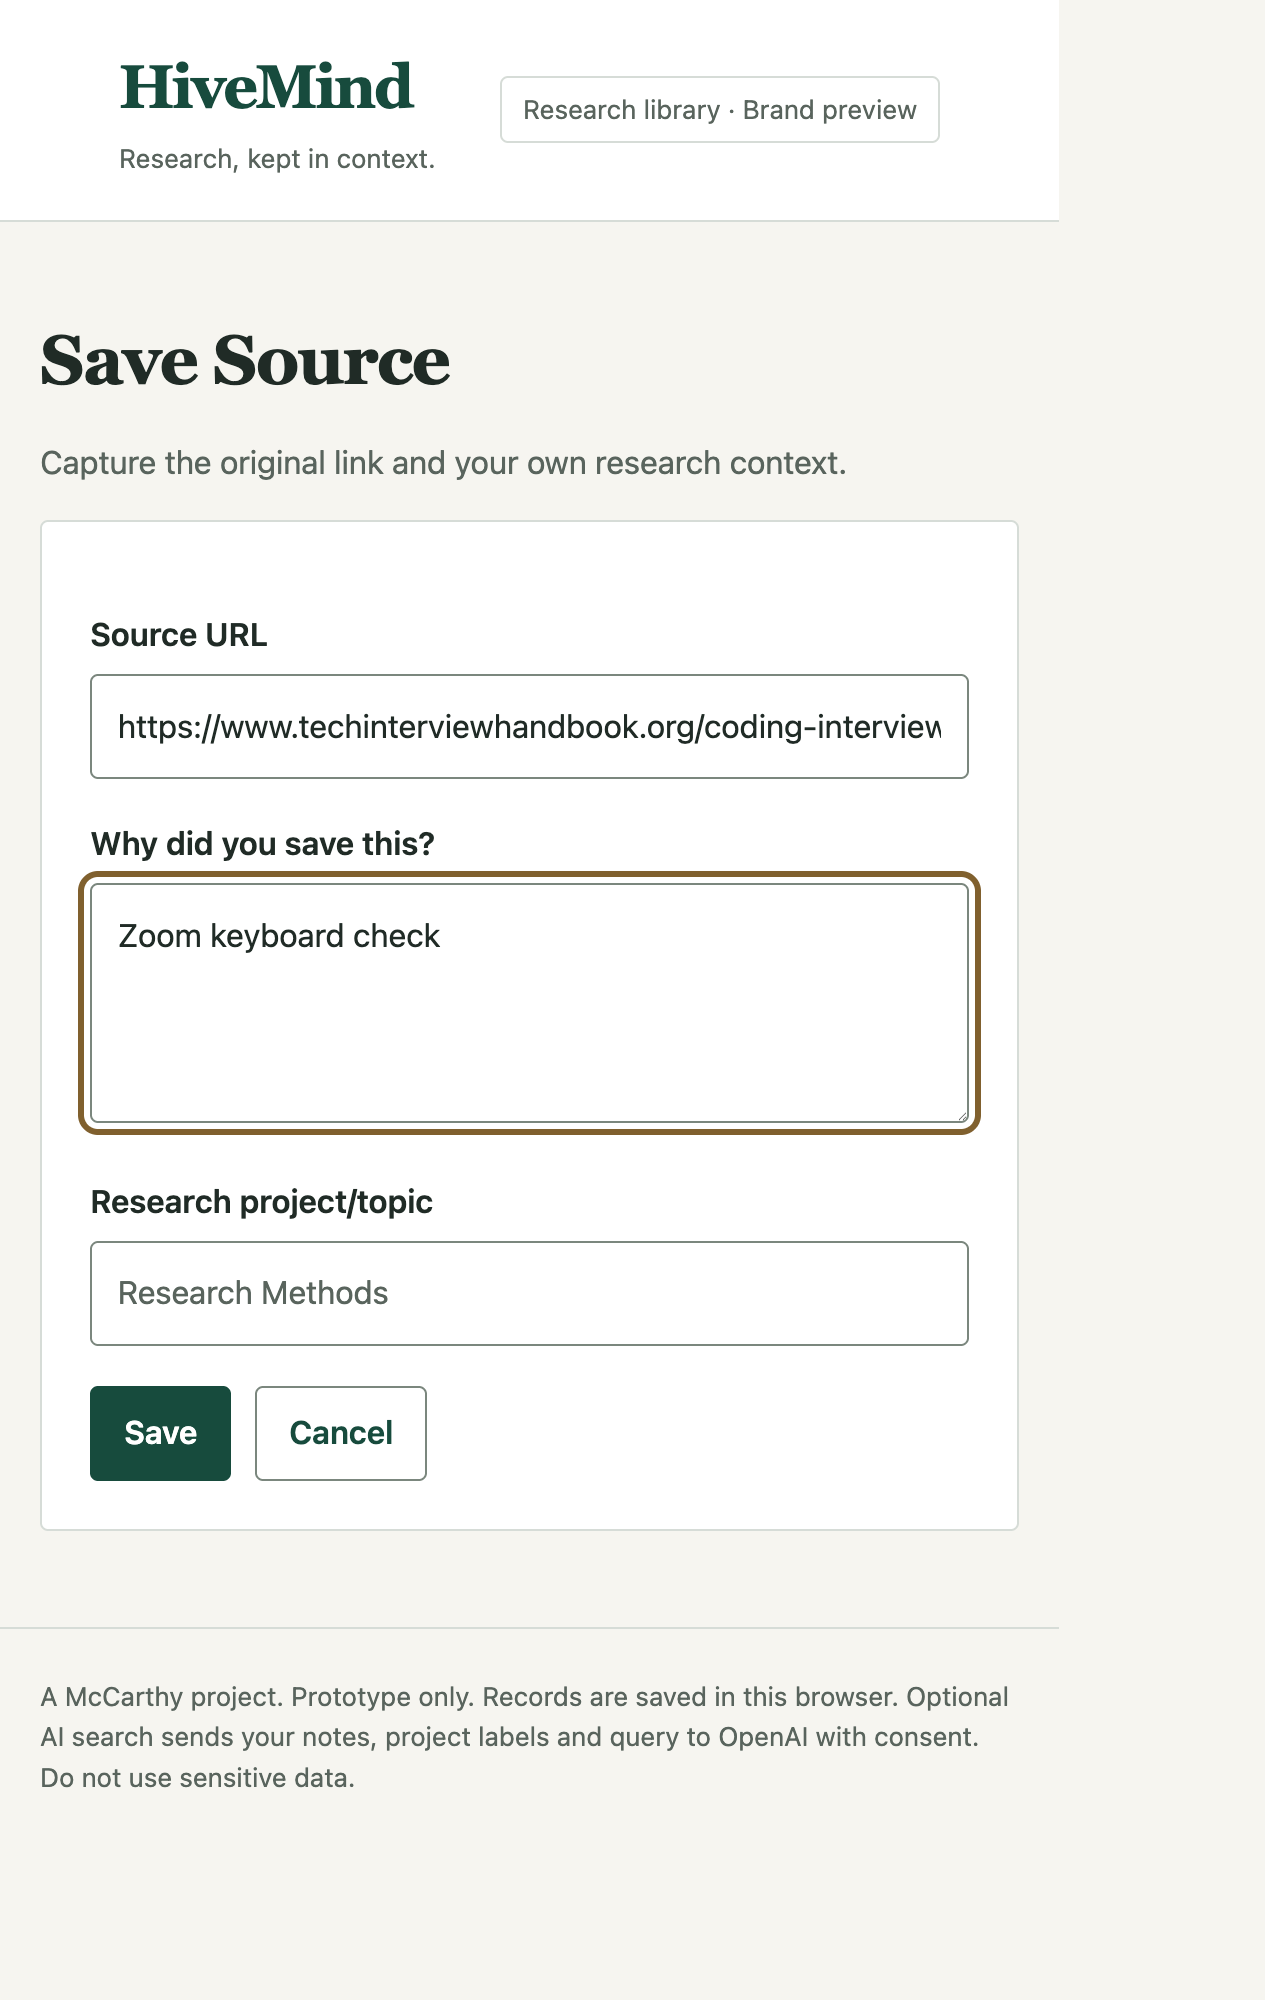 HiveMind
Research, kept in context.
Research library · Brand preview
Save Source
Capture the original link and your own research context.
Source URL
https://www.techinterviewhandbook.org/coding-interview
Why did you save this?
Zoom keyboard check
Research project/topic
Research Methods
Save
Cancel
A McCarthy project. Prototype only. Records are saved in this browser. Optional
AI search sends your notes, project labels and query to OpenAI with consent.
Do not use sensitive data.